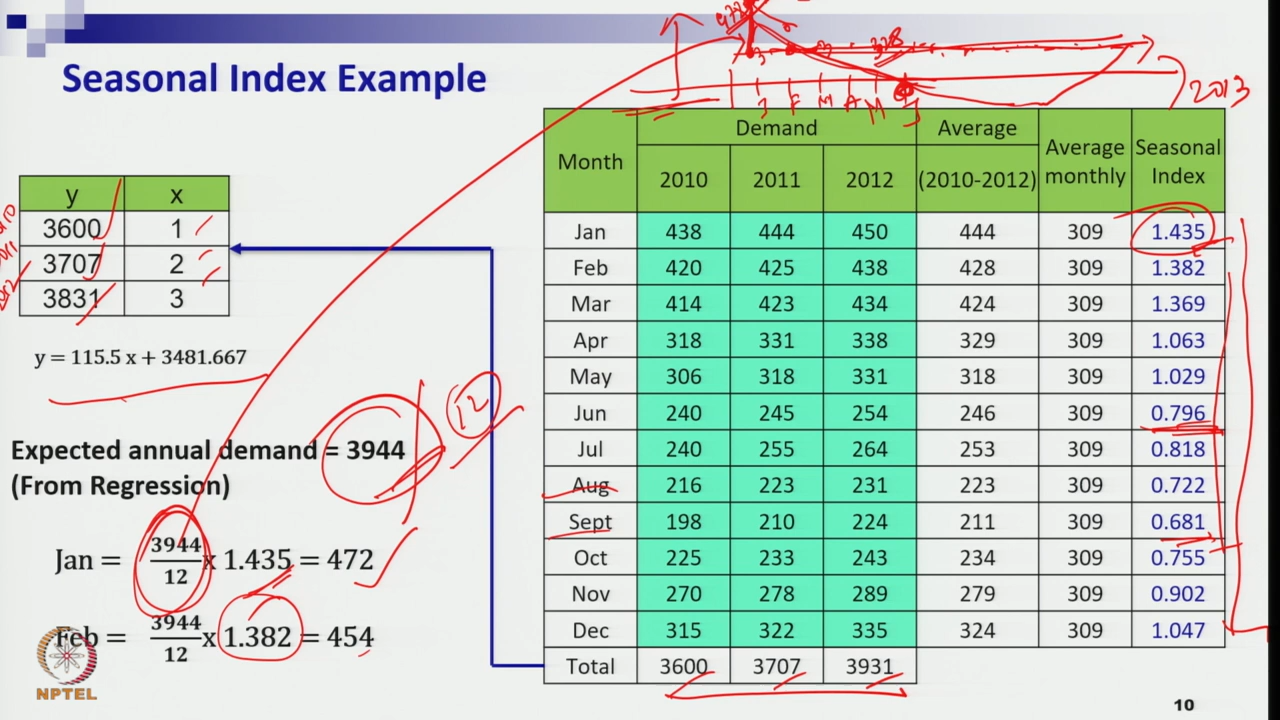 Seasonal Index Example
y x
3600 1
3707 2
3831 3
y = 115.5 x + 3481.667
Expected annual demand = 3944
(From Regression)
12
Jan = 3944/12 x 1.435 = 472
Feb = 3944/12 x 1.382 = 454
NPTEL
472
328
J F M A M J
2013
Month Demand Average Average monthly Seasonal Index
2010 2011 2012 (2010-2012)
Jan 438 444 450 444 309 1.435
Feb 420 425 438 428 309 1.382
Mar 414 423 434 424 309 1.369
Apr 318 331 338 329 309 1.063
May 306 318 331 318 309 1.029
Jun 240 245 254 246 309 0.796
Jul 240 255 264 253 309 0.818
Aug 216 223 231 223 309 0.722
Sept 198 210 224 211 309 0.681
Oct 225 233 243 234 309 0.755
Nov 270 278 289 279 309 0.902
Dec 315 322 335 324 309 1.047
Total 3600 3707 3931
10